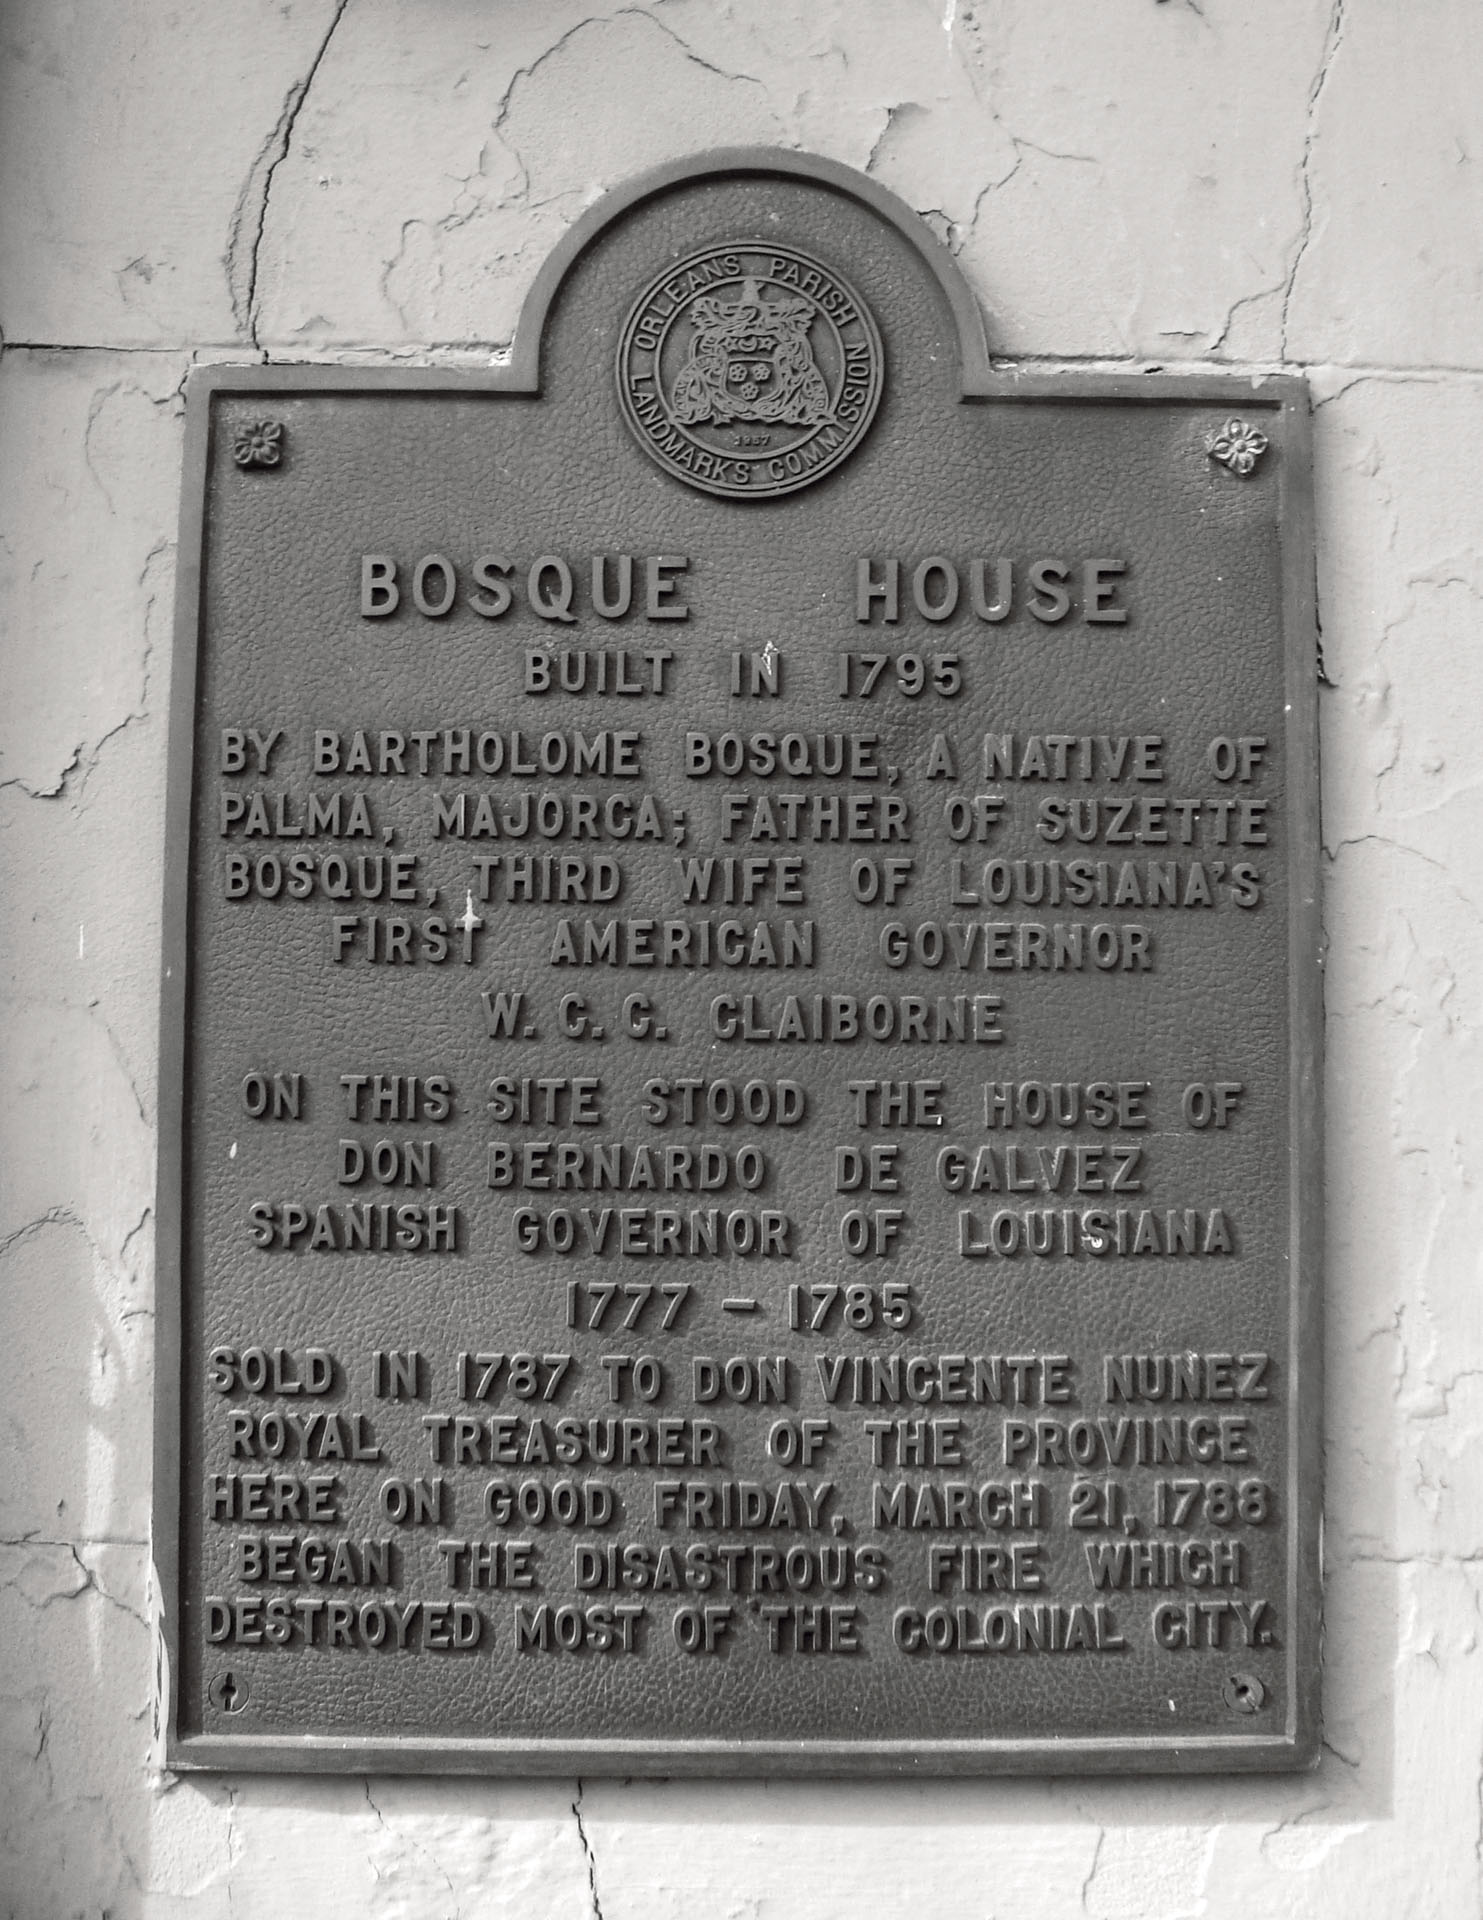 ORLEANS PARISH
LANDMARKS COMMISSION
1957
BOSQUE HOUSE
BUILT IN 1795
BY BARTHOLOME BOSQUE, A NATIVE OF
PALMA, MAJORCA; FATHER OF SUZETTE
BOSQUE, THIRD WIFE OF LOUISIANA'S
FIRST AMERICAN GOVERNOR
W. C. C. CLAIBORNE
ON THIS SITE STOOD THE HOUSE OF
DON BERNARDO DE GALVEZ
SPANISH GOVERNOR OF LOUISIANA
1777 - 1785
SOLD IN 1787 TO DON VINCENTE NUNEZ
ROYAL TREASURER OF THE PROVINCE
HERE ON GOOD FRIDAY, MARCH 21, 1788
BEGAN THE DISASTROUS FIRE WHICH
DESTROYED MOST OF THE COLONIAL CITY.